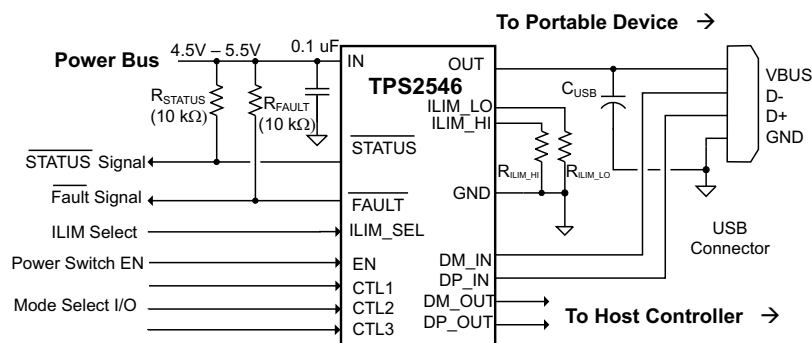 To Portable Device →
4.5V – 5.5V
0.1 uF
Power Bus
IN
OUT
TPS2546
VBUS
D-
D+
GND
CUSB
RSTATUS
(10 kΩ)
RFAULT
(10 kΩ)
ILIM_LO
ILIM_HI
STATUS Signal
STATUS
RILIM_HI
RILIM_LO
Fault Signal
FAULT
GND
ILIM Select
ILIM_SEL
USB
Connector
Power Switch EN
EN
DM_IN
DP_IN
CTL1
Mode Select I/O
CTL2
CTL3
DM_OUT
DP_OUT
To Host Controller →